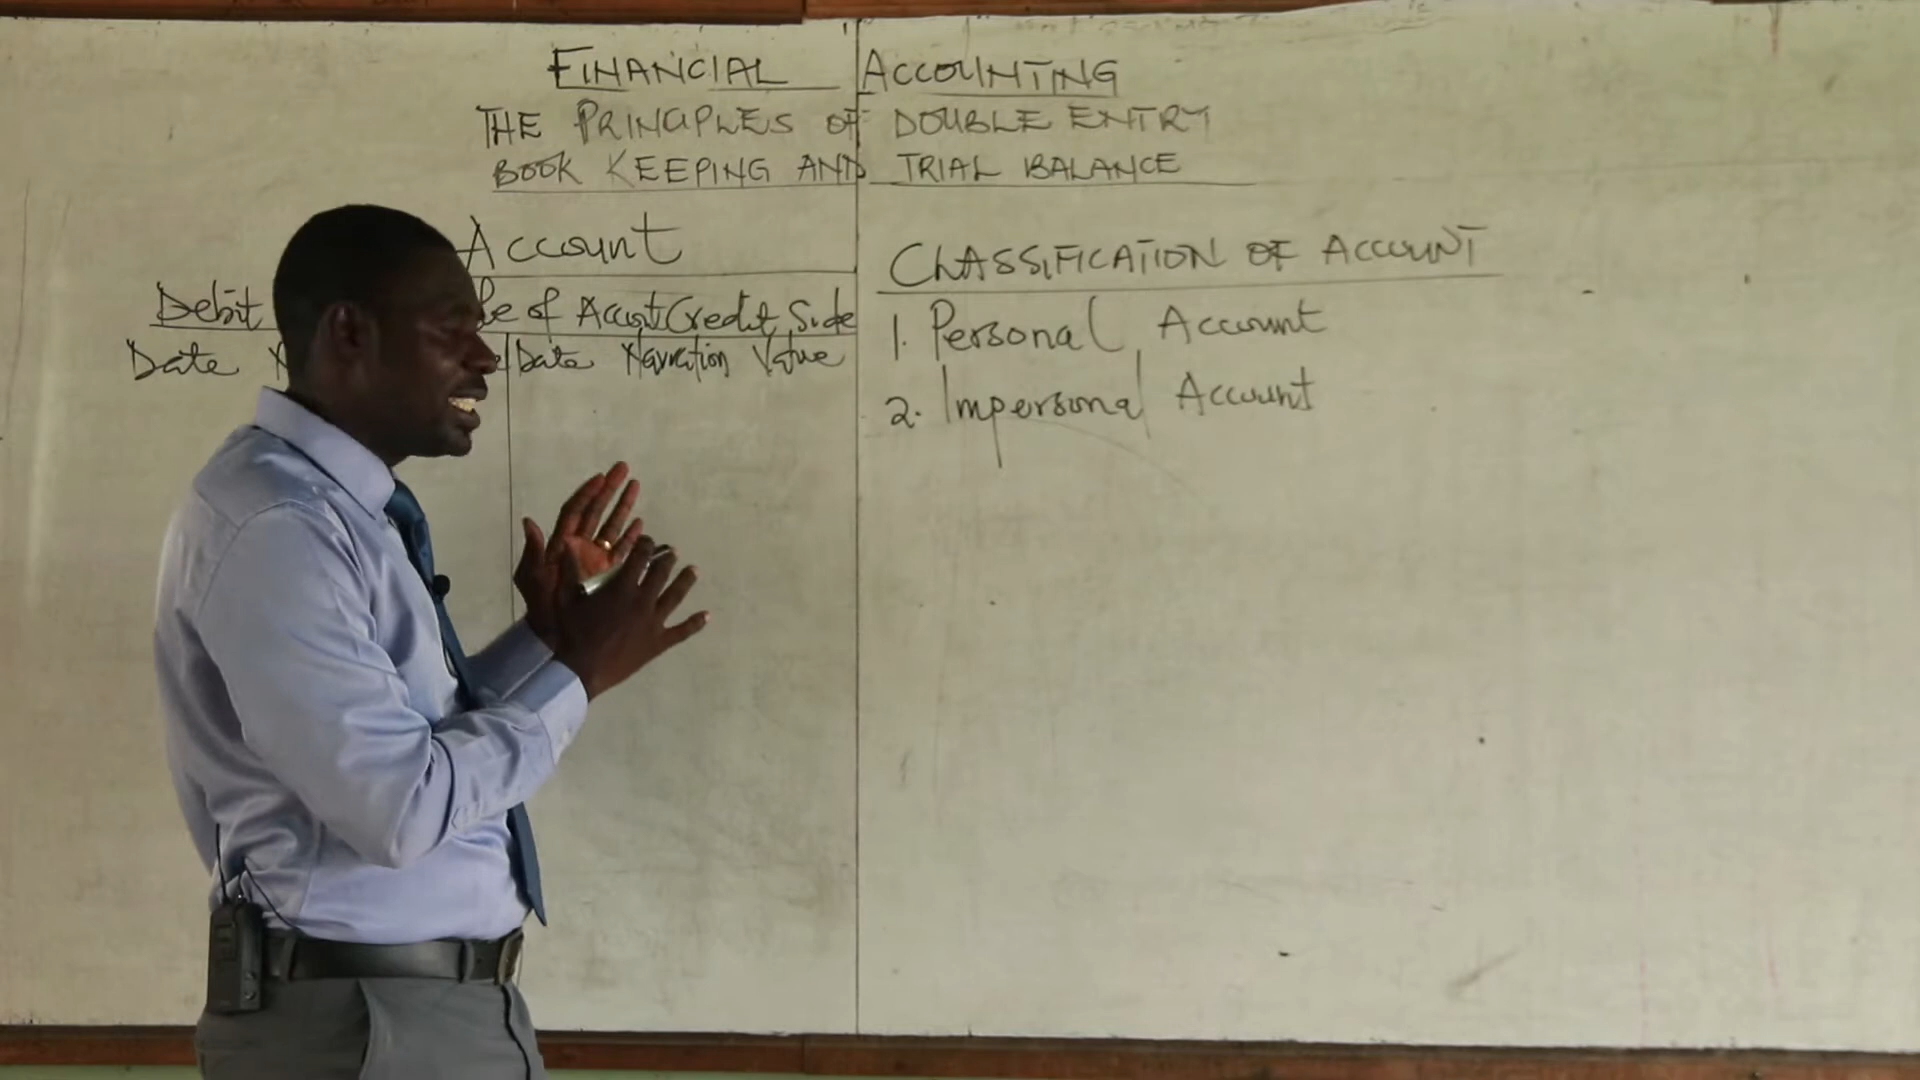 FINANCIAL ACCOUNTING
THE PRINCIPLES OF DOUBLE ENTRY
BOOK KEEPING AND TRIAL BALANCE
Account
Debit of Account Credit Side
Date Date Narration Value
CLASSIFICATION OF ACCOUNT
1. Personal Account
2. Impersonal Account